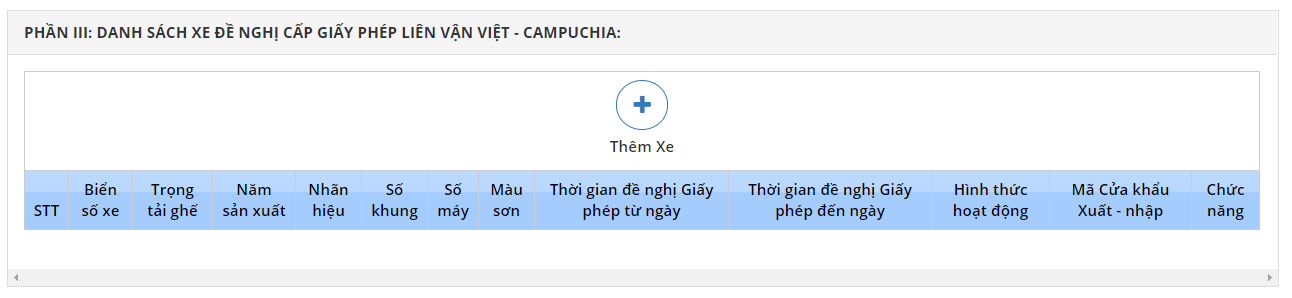 PHẦN III: DANH SÁCH XE ĐỀ NGHỊ CẤP GIẤY PHÉP LIÊN VẬN VIỆT - CAMPUCHIA:
Thêm Xe
STT
Biển
số xe
Trọng
tải ghế
Năm
sản xuất
Nhãn
hiệu
Số
khung
Số
máy
Màu
sơn
Thời gian đề nghị Giấy
phép từ ngày
Thời gian đề nghị Giấy
phép đến ngày
Hình thức
hoạt động
Mã Cửa khẩu
Xuất - nhập
Chức
năng